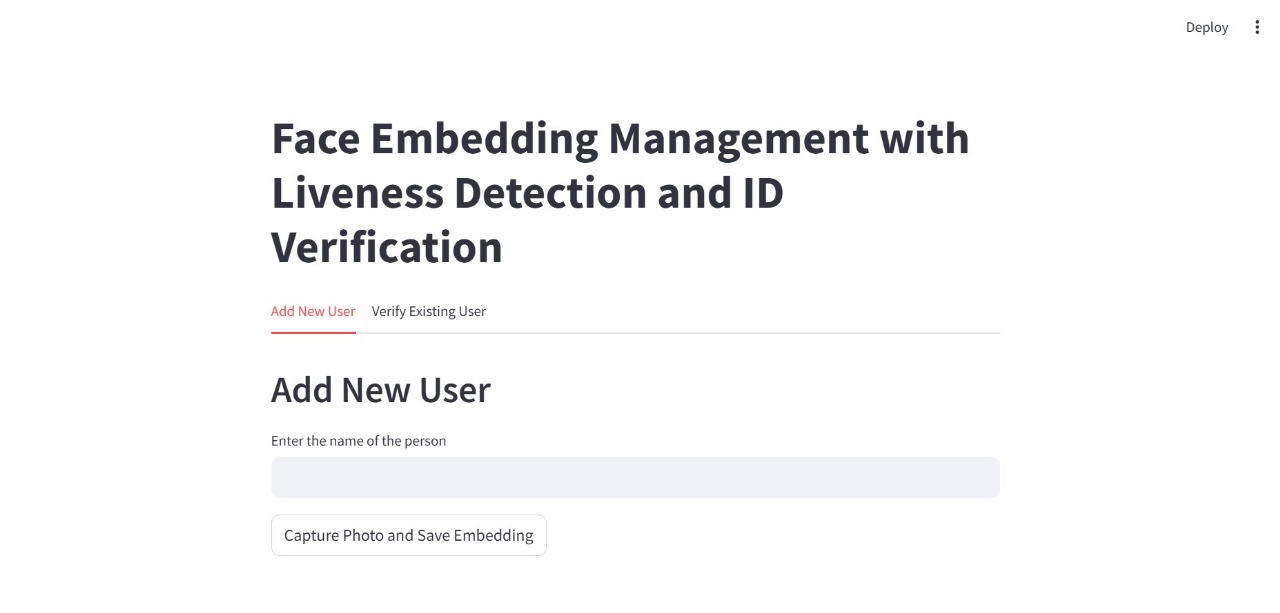 Deploy
Face Embedding Management with
Liveness Detection and ID
Verification
Add New User Verify Existing User
Add New User
Enter the name of the person
Capture Photo and Save Embedding